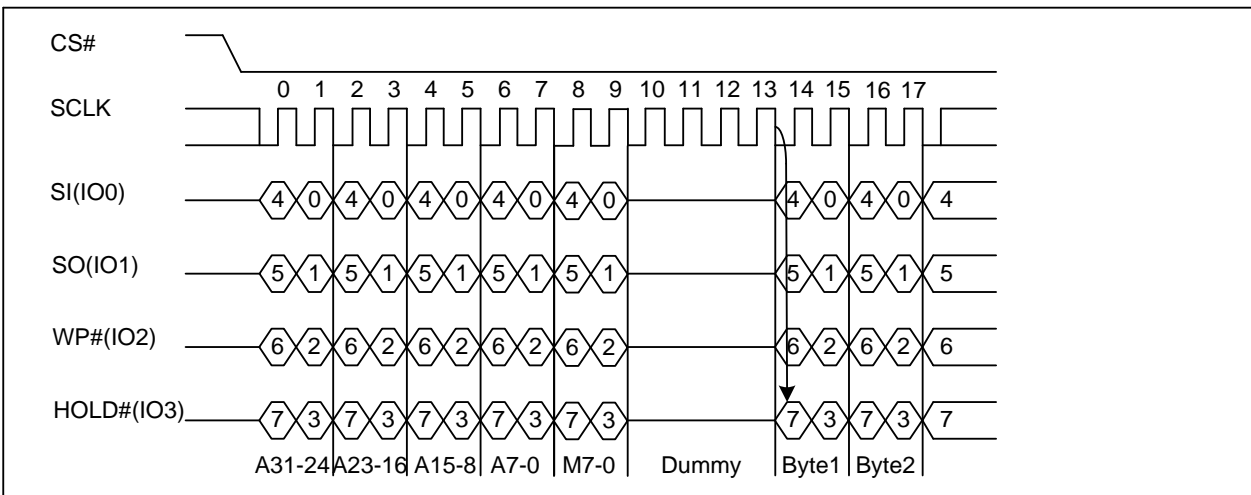 CS#
0 1 2 3 4 5 6 7 8 9 10 11 12 13 14 15 16 17
SCLK
SI(IO0) 4 0 4 0 4 0 4 0 4 0 4 0 4 0 4
SO(IO1) 5 1 5 1 5 1 5 1 5 1 5 1 5 1 5
WP#(IO2) 6 2 6 2 6 2 6 2 6 2 6 2 6 2 6
HOLD#(IO3) 7 3 7 3 7 3 7 3 7 3 7 3 7 3 7
A31-24 A23-16 A15-8 A7-0 M7-0 Dummy Byte1 Byte2